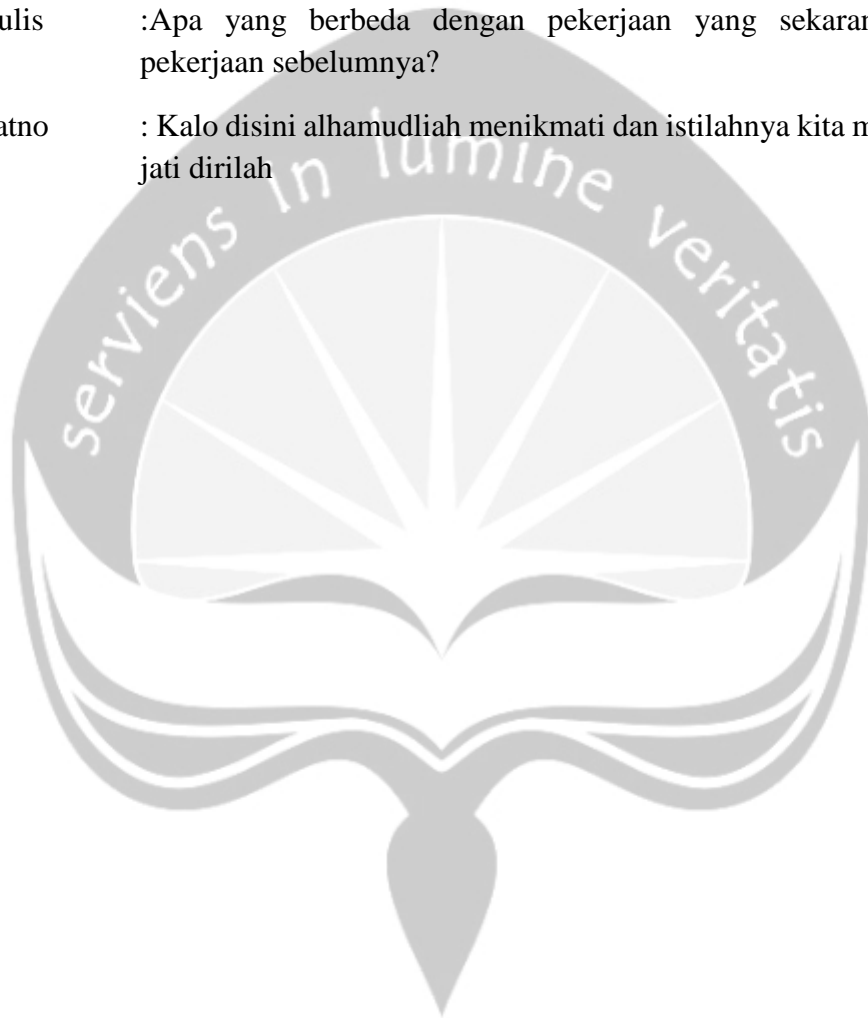 ulis :Apa yang berbeda dengan pekerjaan yang sekaran
pekerjaan sebelumnya?
atno : Kalo disini alhamudliah menikmati dan istilahnya kita m
jati dirilah
serviens in lumine veritatis